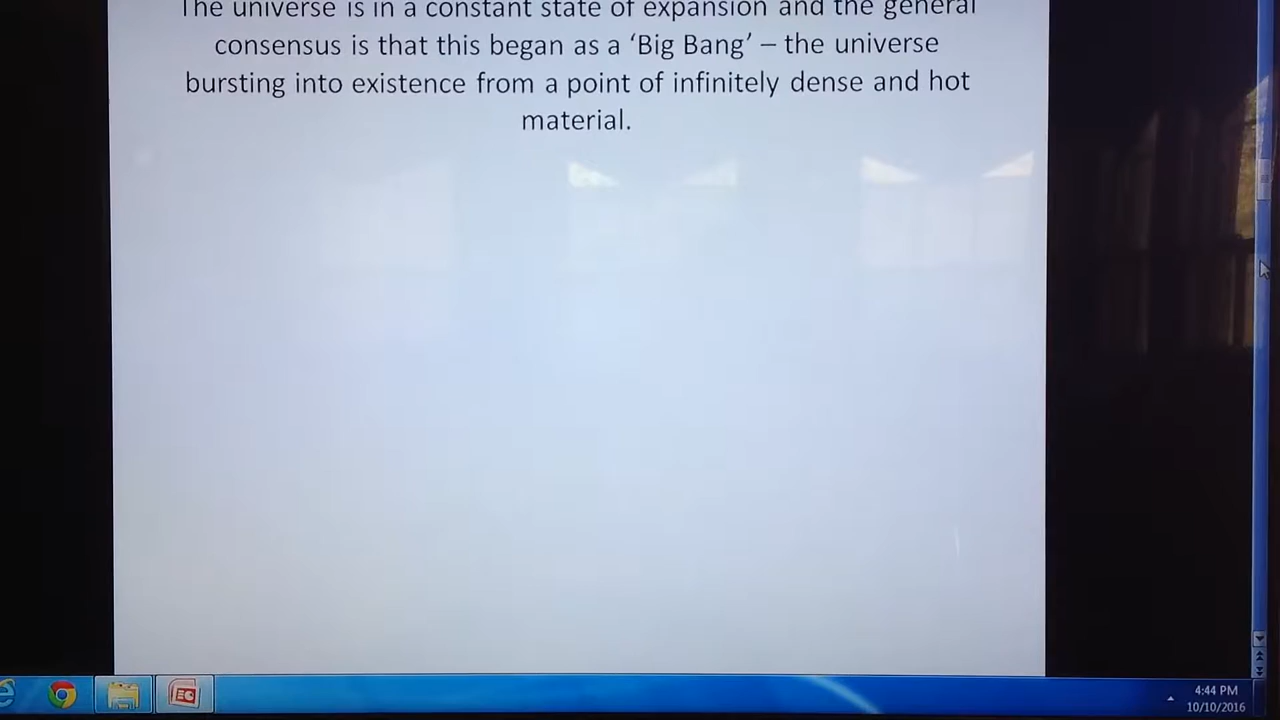 The universe is in a constant state of expansion and the general
consensus is that this began as a ‘Big Bang’ – the universe
bursting into existence from a point of infinitely dense and hot
material.
4:44 PM
10/10/2016